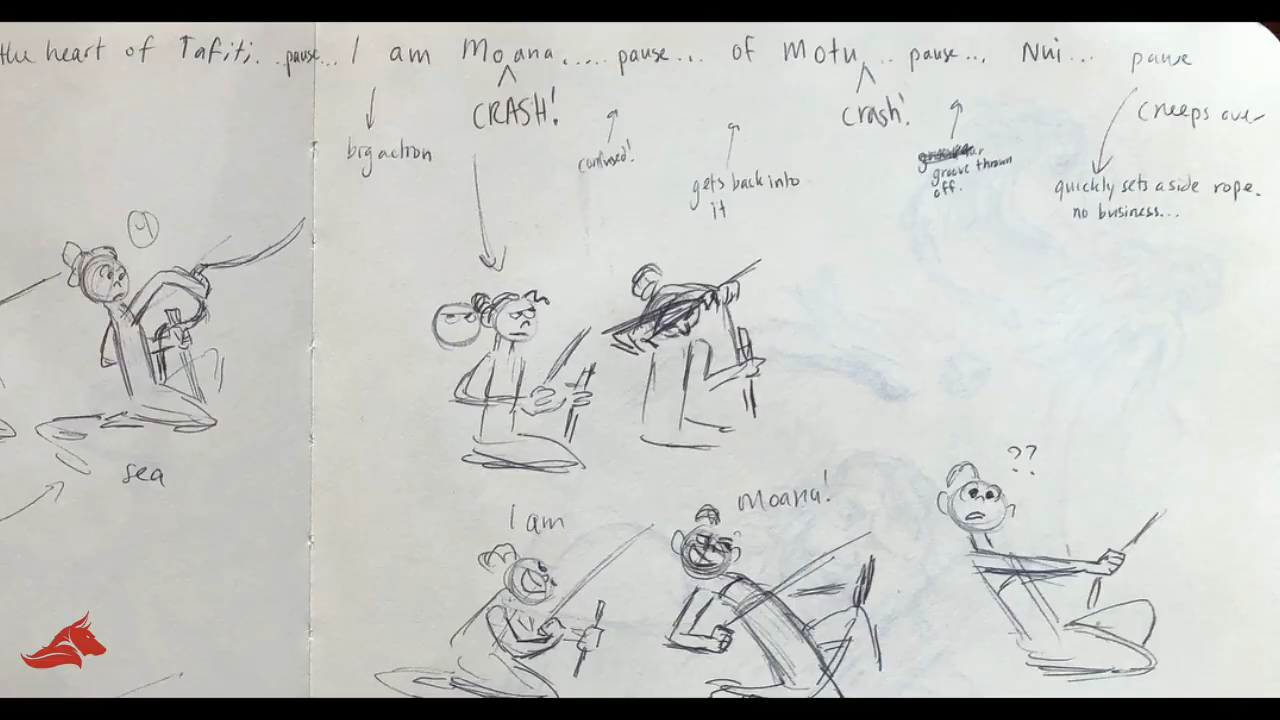 the heart of Tafiti. . pause... I am Moana..... pause... of Motu . . pause... Nui... pause
CRASH!
crash!
creeps over
big action
confused!
gets back into
it
groove thrown
off.
quickly sets aside rope.
no business...
9
sea
I am
Moana!
??